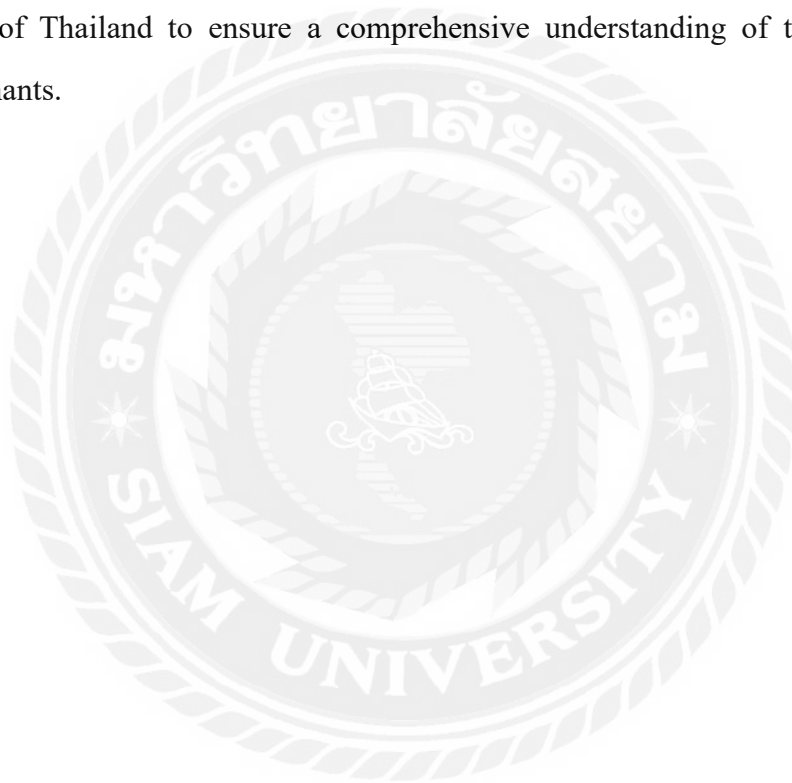 of Thailand to ensure a comprehensive understanding of t
nants.
มหาวิทยาลัยสยาม
SIAM UNIVERSITY